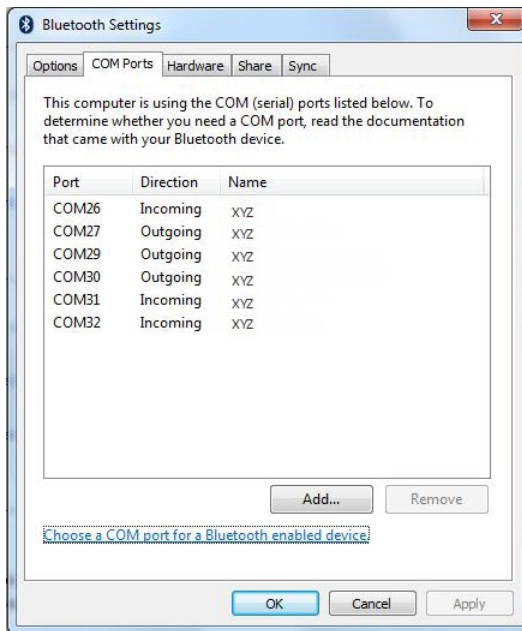 Bluetooth Settings
Options COM Ports Hardware Share Sync
This computer is using the COM (serial) ports listed below. To
determine whether you need a COM port, read the documentation
that came with your Bluetooth device.
Port Direction Name
COM26 Incoming XYZ
COM27 Outgoing XYZ
COM29 Outgoing XYZ
COM30 Outgoing XYZ
COM31 Incoming XYZ
COM32 Incoming XYZ
Add... Remove
Choose a COM port for a Bluetooth enabled device.
OK Cancel Apply